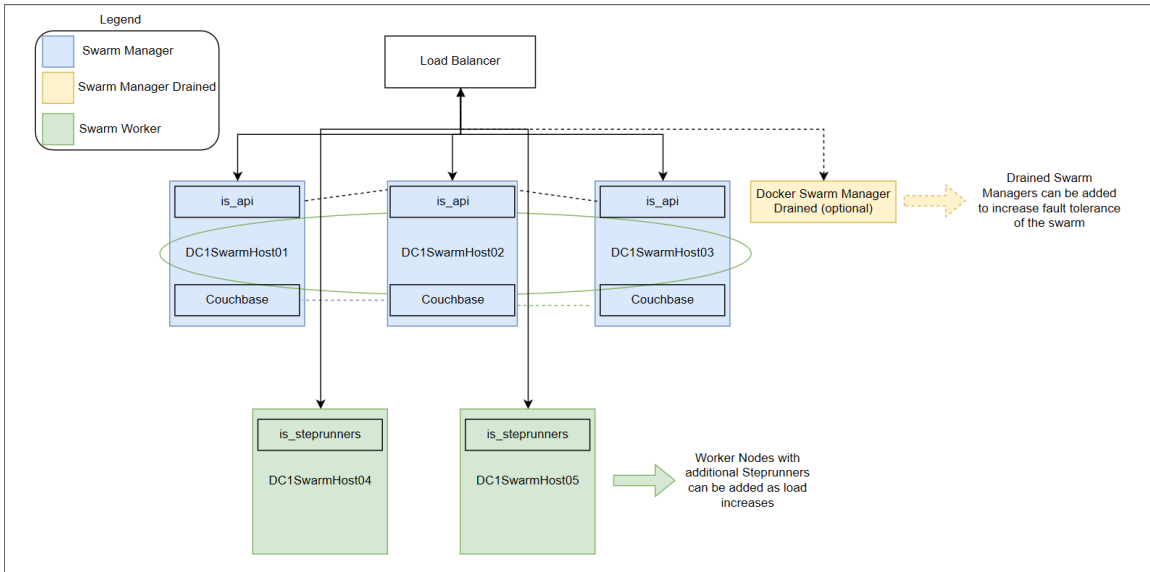 Legend
Swarm Manager
Swarm Manager Drained
Swarm Worker
Load Balancer
is_api
is_api
is_api
DC1SwarmHost01
DC1SwarmHost02
DC1SwarmHost03
Couchbase
Couchbase
Couchbase
Docker Swarm Manager
Drained (optional)
Drained Swarm
Managers can be added
to increase fault tolerance
of the swarm
is_steprunners
is_steprunners
DC1SwarmHost04
DC1SwarmHost05
Worker Nodes with
additional Steprunners
can be added as load
increases